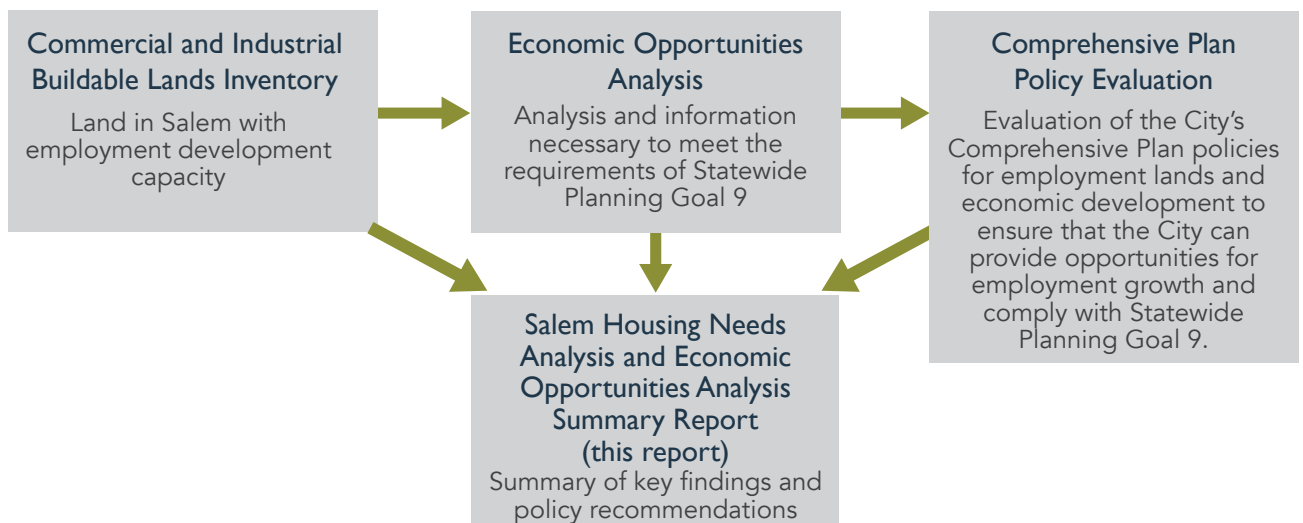 Commercial and Industrial
Buildable Lands Inventory
Land in Salem with
employment development
capacity
Economic Opportunities
Analysis
Analysis and information
necessary to meet the
requirements of Statewide
Planning Goal 9
Comprehensive Plan
Policy Evaluation
Evaluation of the City's
Comprehensive Plan policies
for employment lands and
economic development to
ensure that the City can
provide opportunities for
employment growth and
comply with Statewide
Planning Goal 9.
Salem Housing Needs
Analysis and Economic
Opportunities Analysis
Summary Report
(this report)
Summary of key findings and
policy recommendations